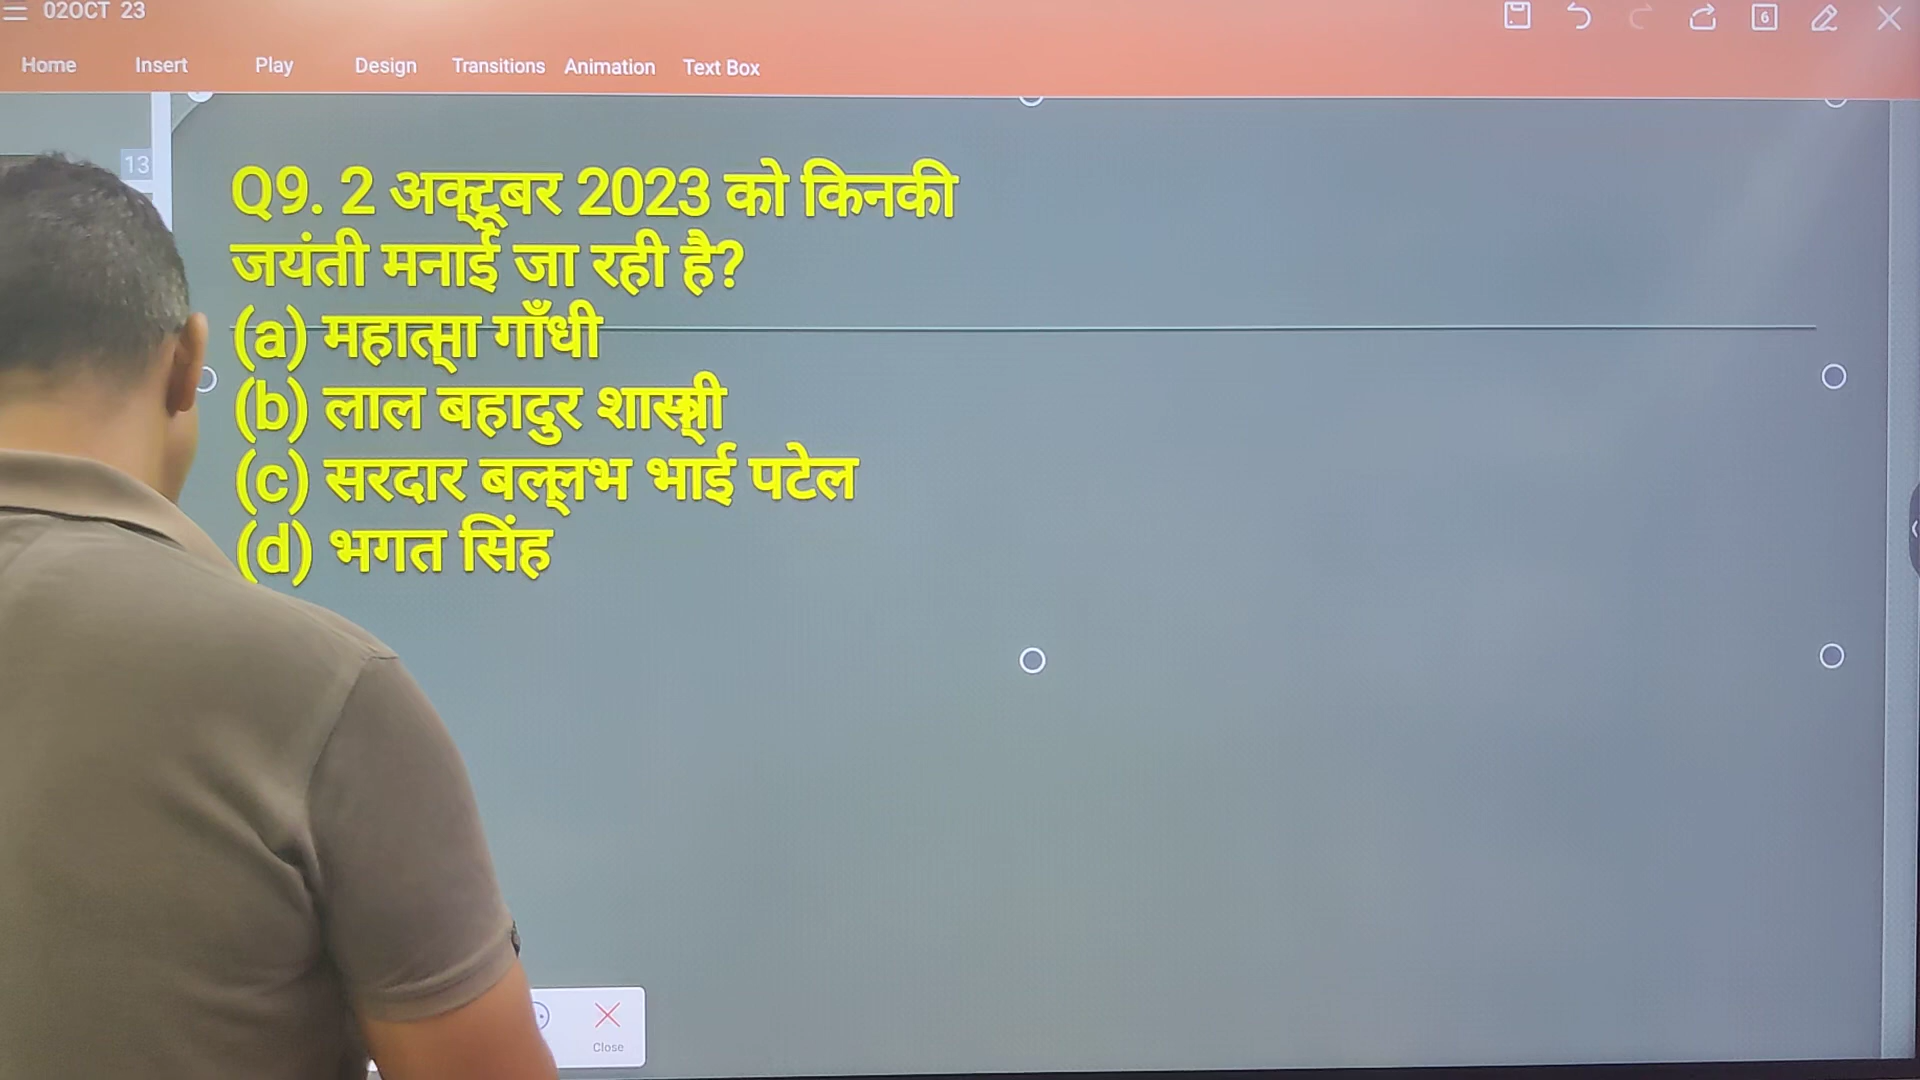 02OCT 23
6
Home Insert Play Design Transitions Animation Text Box
13
Q9. 2 अक्टूबर 2023 को किनकी
जयंती मनाई जा रही है?
(a) महात्मा गाँधी
(b) लाल बहादुर शास्त्री
(c) सरदार बल्लभ भाई पटेल
(d) भगत सिंह
Close